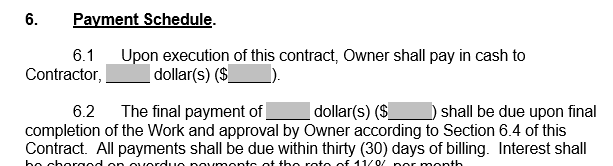 6. Payment Schedule.
6.1 Upon execution of this contract, Owner shall pay in cash to
Contractor, dollar(s) ($ ).
6.2 The final payment of dollar(s) ($ ) shall be due upon final
completion of the Work and approval by Owner according to Section 6.4 of this
Contract. All payments shall be due within thirty (30) days of billing. Interest shall
be charged on overdue payments at the rate of 1½% per month.